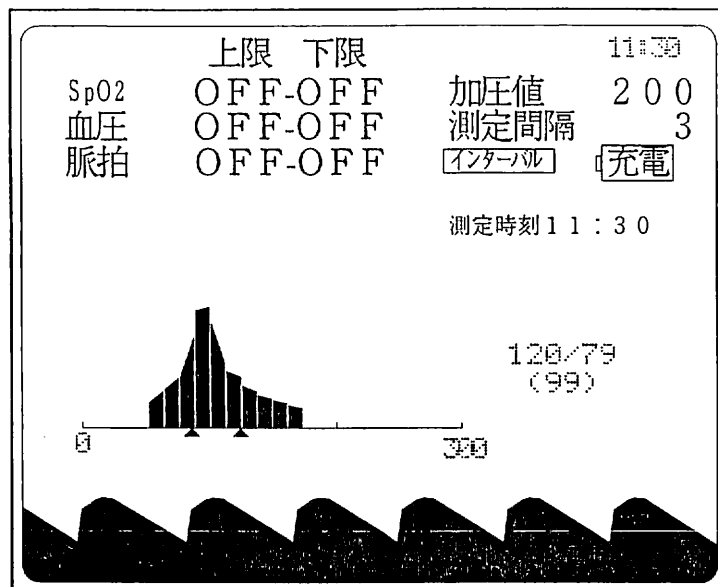 上限 下限 11:30
SpO2 OFF-OFF 加圧値 200
血圧 OFF-OFF 測定間隔 3
脈拍 OFF-OFF インターバル 充電
測定時刻11:30
120/79
(99)
0 300